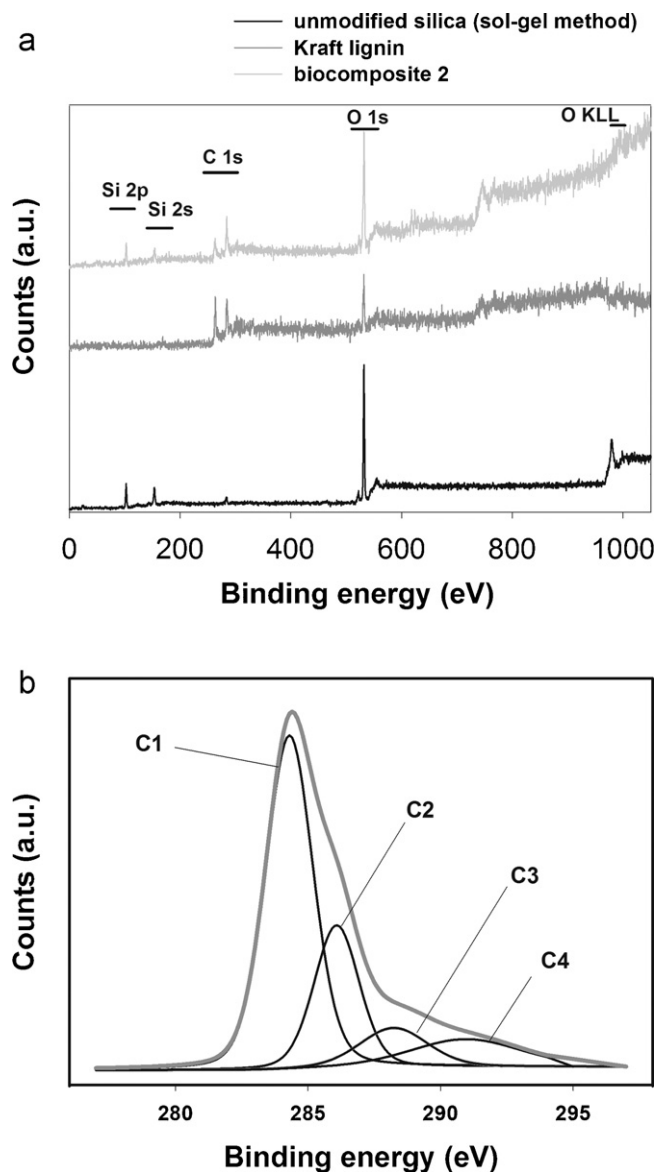 a
unmodified silica (sol-gel method)
Kraft lignin
biocomposite 2
O 1s
O KLL
C 1s
Si 2p
Si 2s
Counts (a.u.)
0 200 400 600 800 1000
Binding energy (eV)
b
C1
C2
C3
C4
Counts (a.u.)
280 285 290 295
Binding energy (eV)